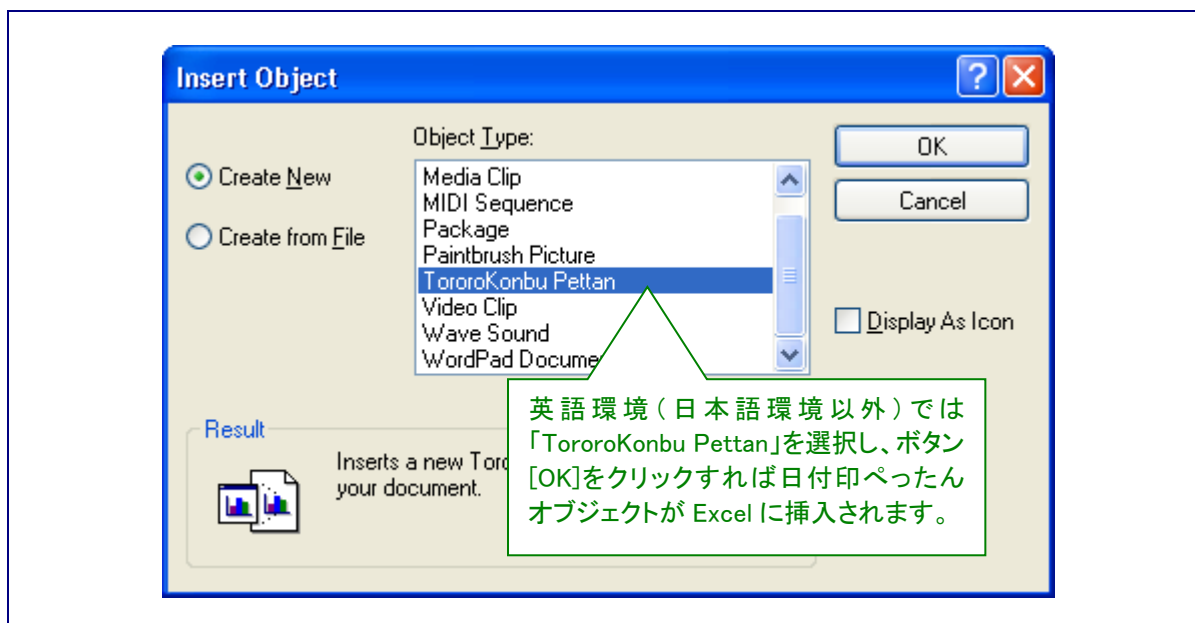 Insert Object
Object Type:
Create New
Create from File
Media Clip
MIDI Sequence
Package
Paintbrush Picture
TororoKonbu Pettan
Video Clip
Wave Sound
WordPad Docume
OK
Cancel
Display As Icon
Result
Inserts a new Toro
your document.
英語環境(日本語環境以外)では
「TororoKonbu Pettan」を選択し、ボタン
[OK]をクリックすれば日付印ぺったん
オブジェクトが Excel に挿入されます。